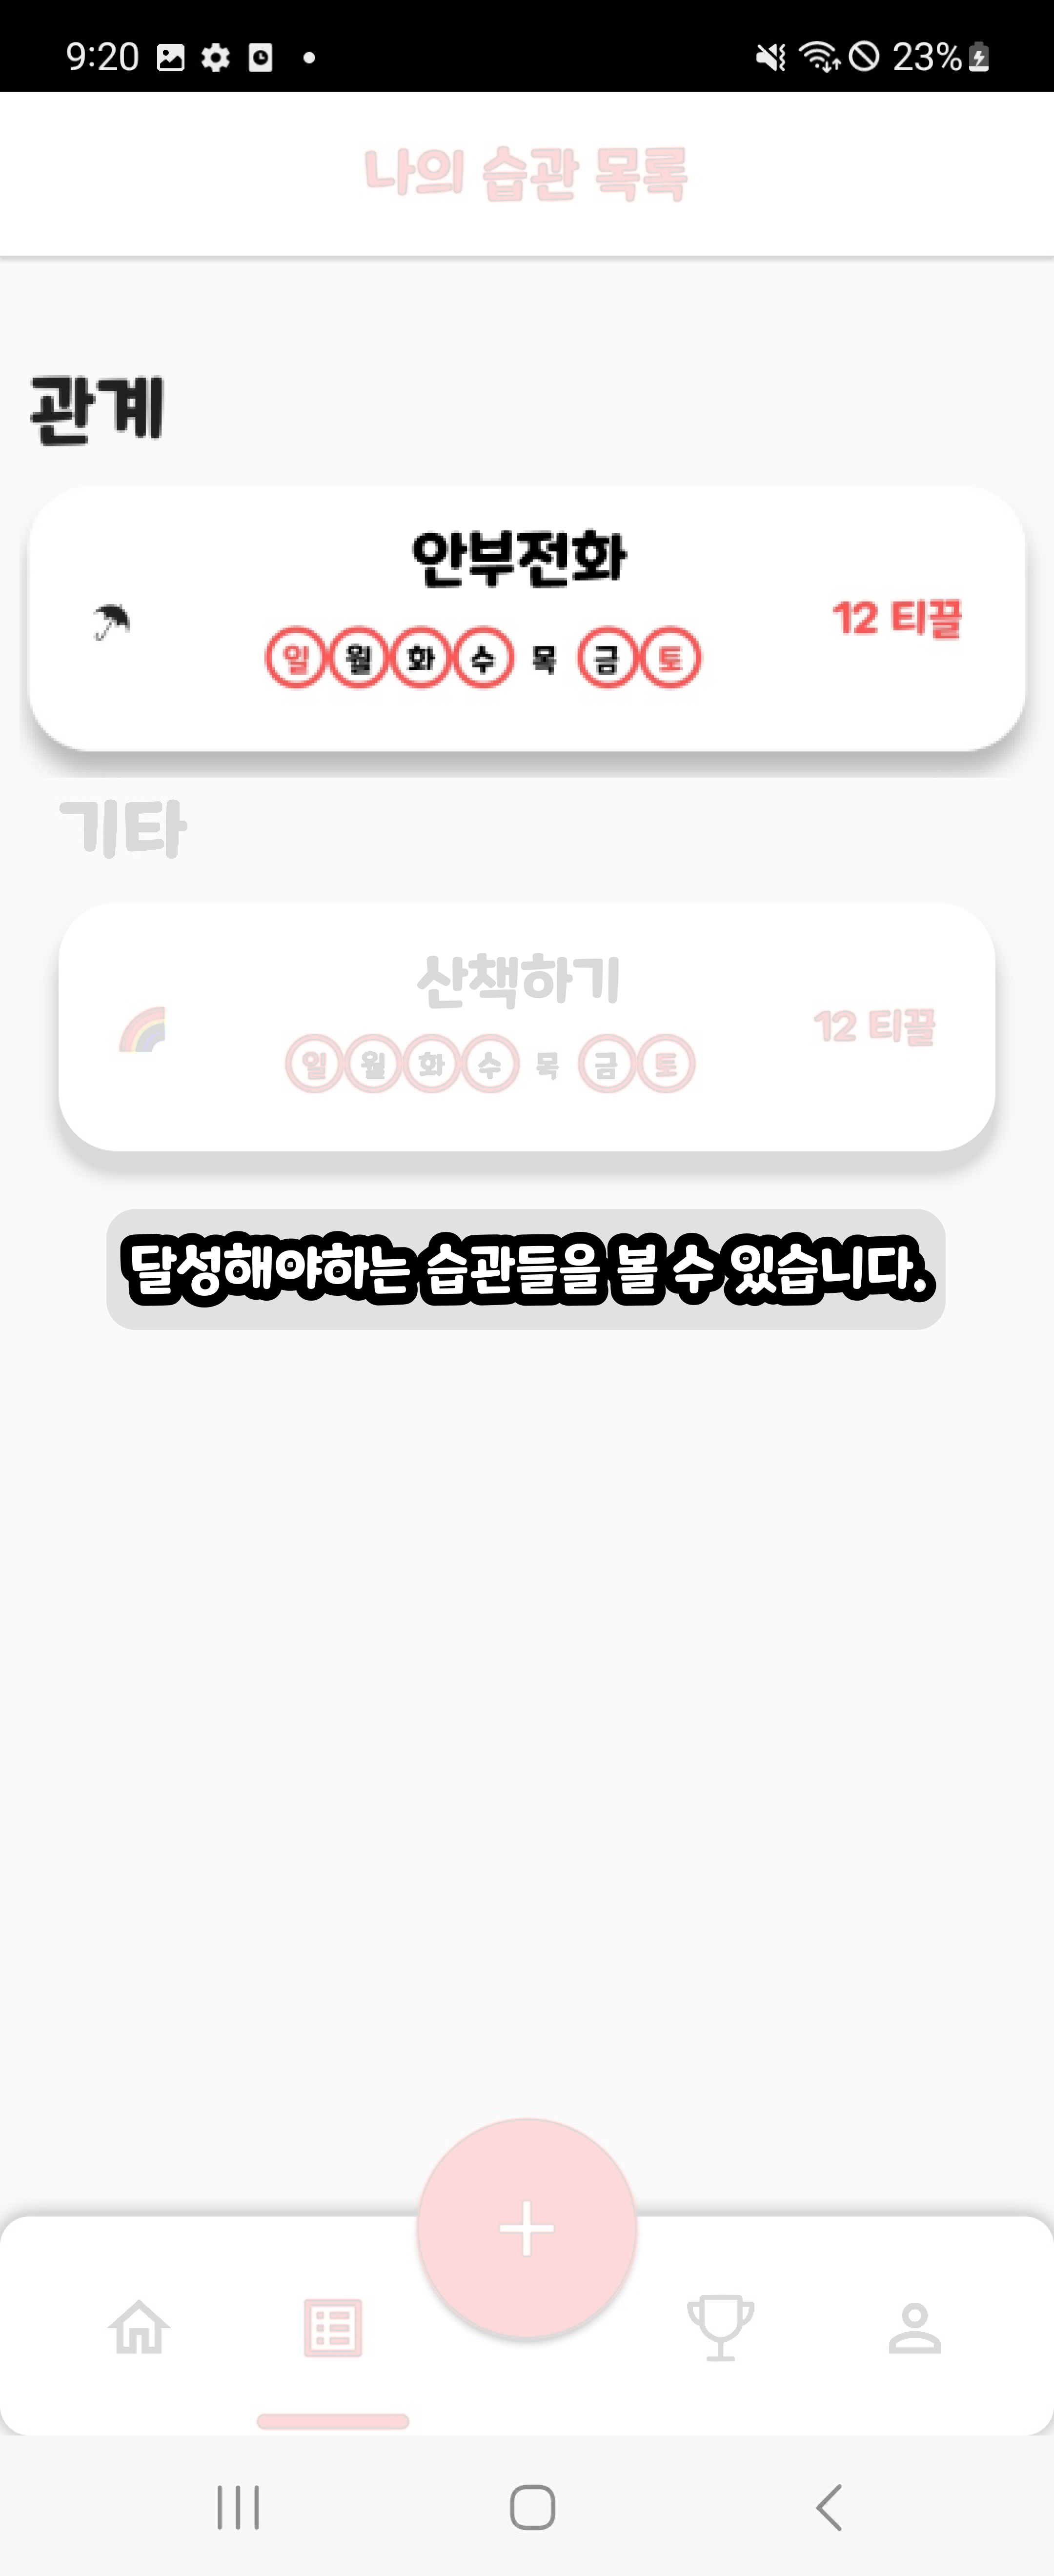 9:20 23%
나의 습관 목록
관계
안부전화
12 티끌
일 월 화 수 목 금 토
기타
산책하기
12 티끌
일 월 화 수 목 금 토
달성해야하는 습관들을 볼 수 있습니다.